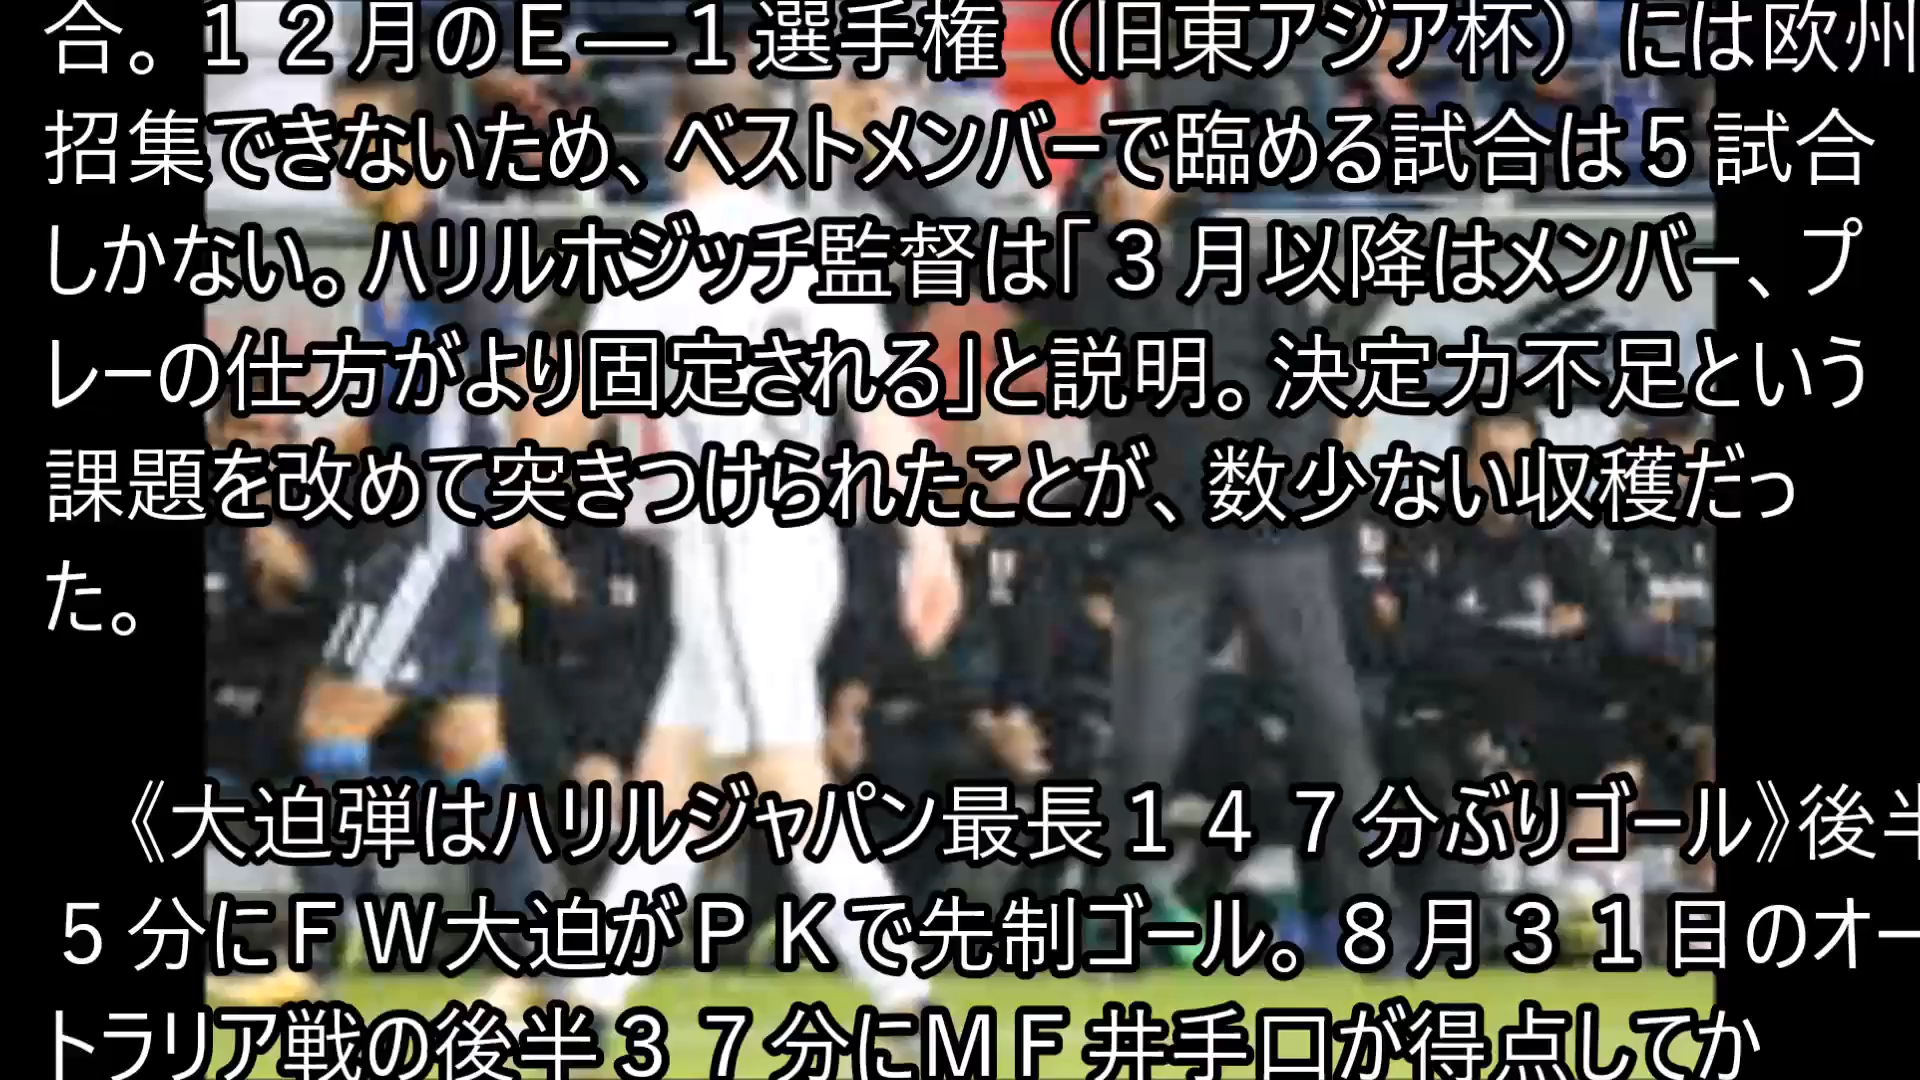 合。１２月のＥ―１選手権（旧東アジア杯）には欧州
招集できないため、ベストメンバーで臨める試合は５試合
しかない。ハリルホジッチ監督は「３月以降はメンバー、プ
レーの仕方がより固定される」と説明。決定力不足という
課題を改めて突きつけられたことが、数少ない収穫だっ
た。
《大迫弾はハリルジャパン最長１４７分ぶりゴール》後半
５分にＦＷ大迫がＰＫで先制ゴール。８月３１日のオー
トラリア戦の後半３７分にＭＦ井手口が得点してか